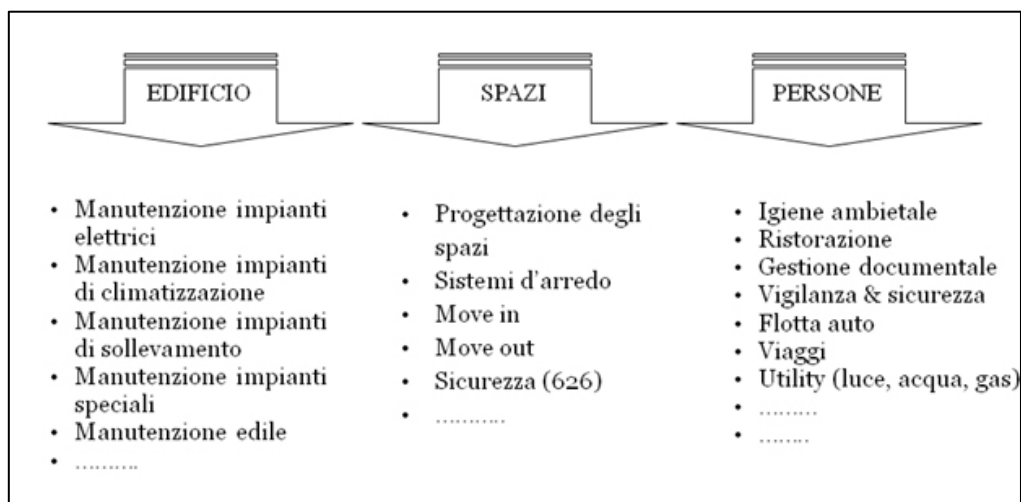 EDIFICIO
• Manutenzione impianti
elettrici
• Manutenzione impianti
di climatizzazione
• Manutenzione impianti
di sollevamento
• Manutenzione impianti
speciali
• Manutenzione edile
• ……….
SPAZI
• Progettazione degli
spazi
• Sistemi d'arredo
• Move in
• Move out
• Sicurezza (626)
• ………..
PERSONE
• Igiene ambietale
• Ristorazione
• Gestione documentale
• Vigilanza & sicurezza
• Flotta auto
• Viaggi
• Utility (luce, acqua, gas)
• ………
• ……..